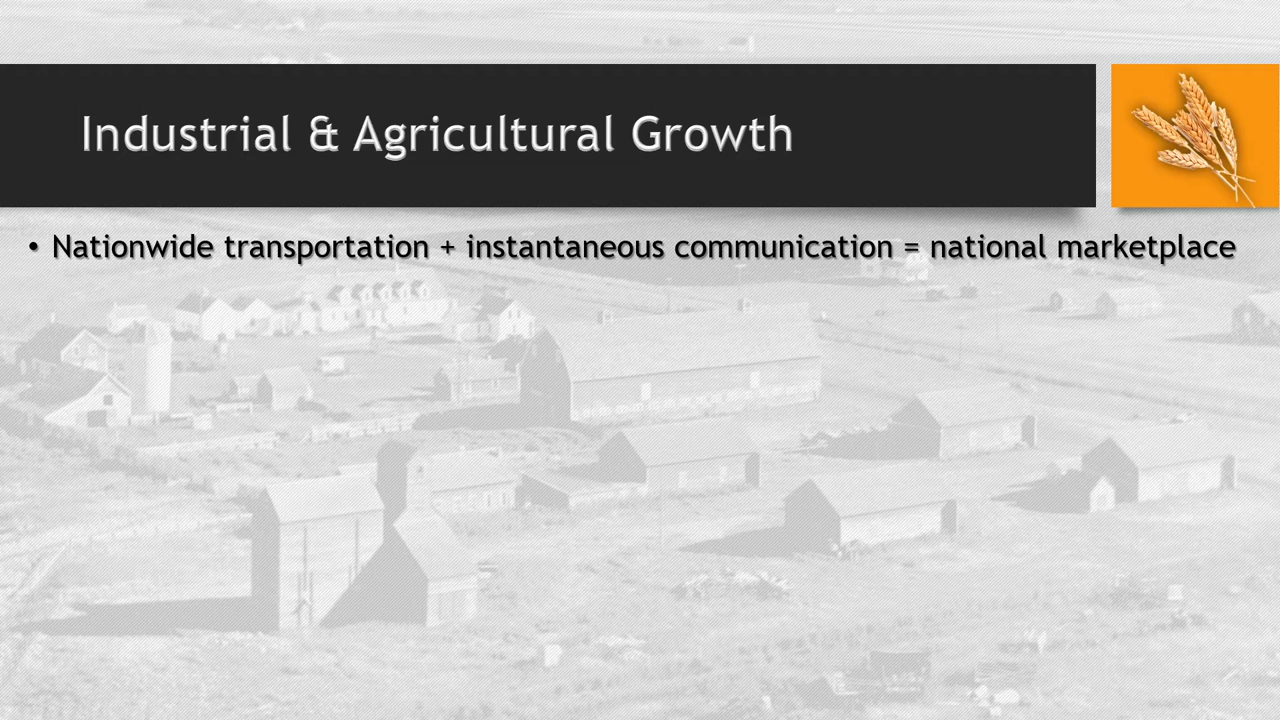 Industrial & Agricultural Growth
• Nationwide transportation + instantaneous communication = national marketplace